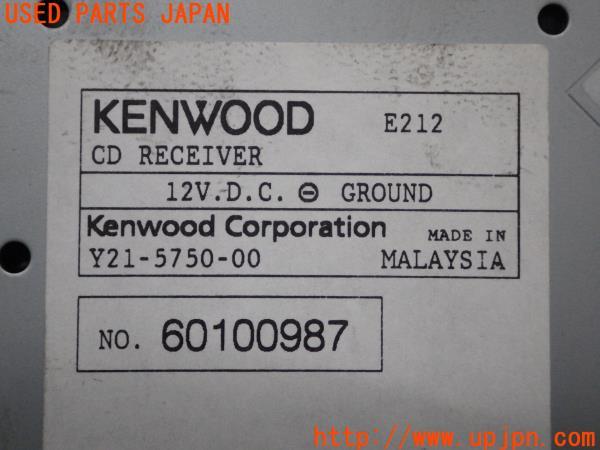 USED PARTS JAPAN
KENWOOD E212
CD RECEIVER
12V.D.C. ⊖ GROUND
Kenwood Corporation MADE IN
Y21-5750-00 MALAYSIA
NO. 60100987
http://www.upjpn.com